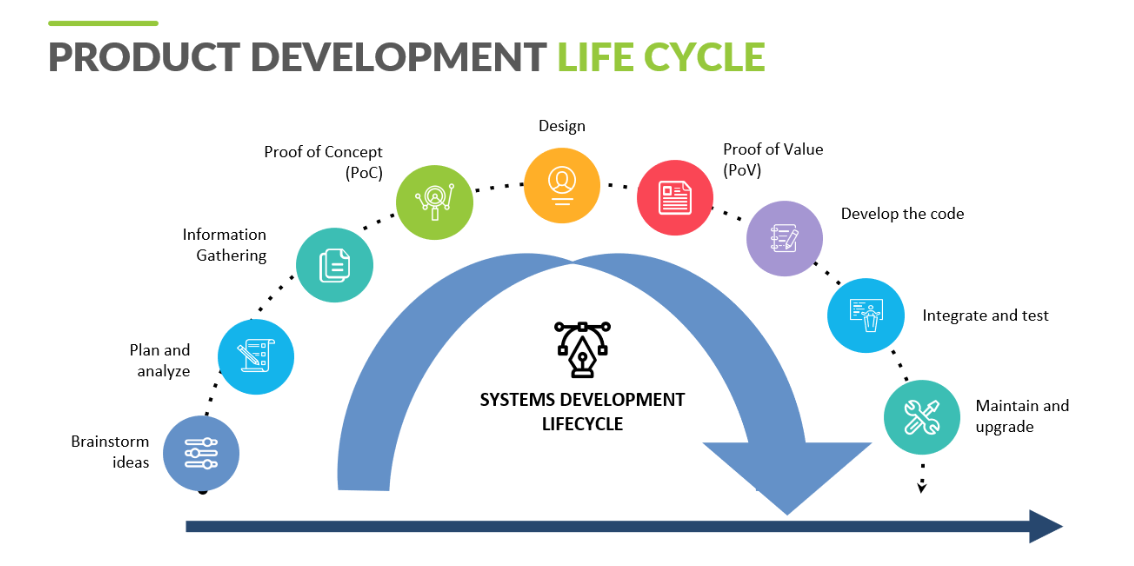 PRODUCT DEVELOPMENT LIFE CYCLE
Brainstorm
ideas
Plan and
analyze
Information
Gathering
Proof of Concept
(PoC)
Design
Proof of Value
(PoV)
Develop the code
Integrate and test
Maintain and
upgrade
SYSTEMS DEVELOPMENT
LIFECYCLE